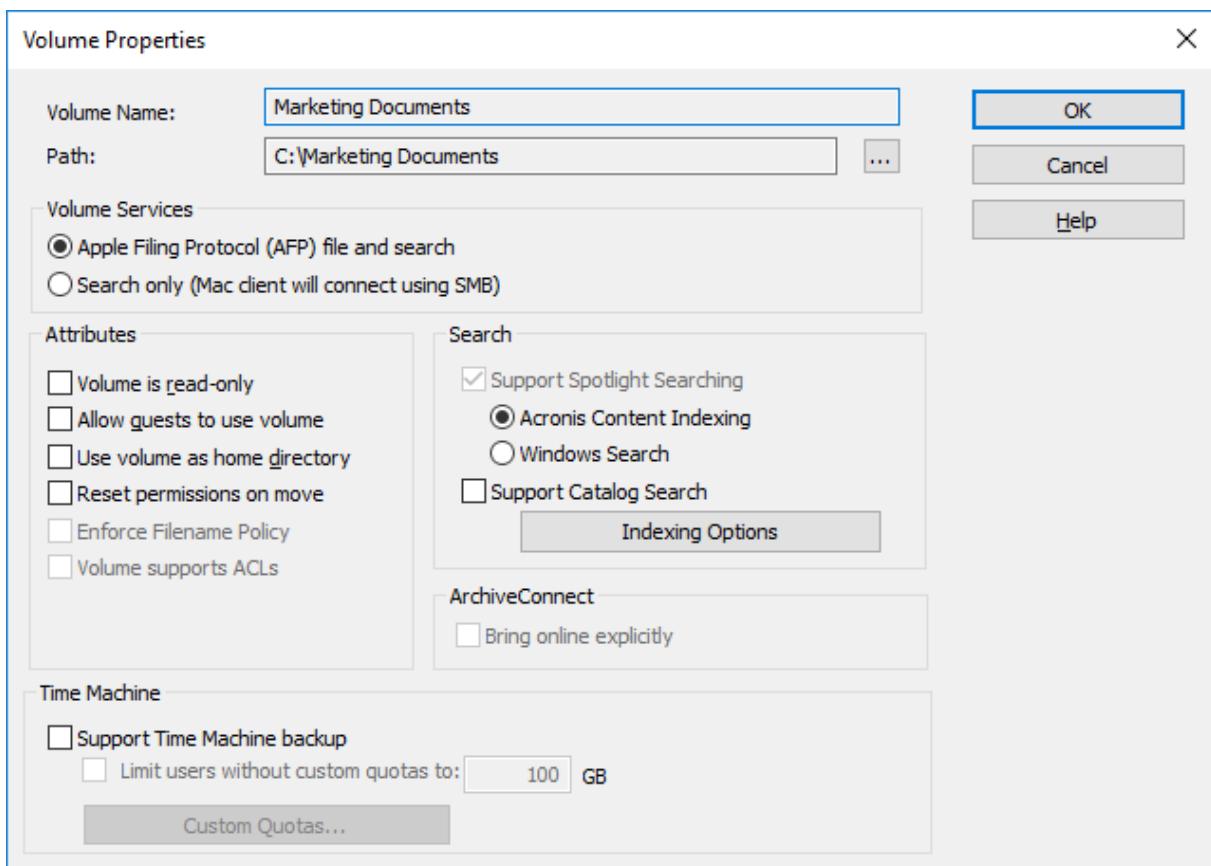 Volume Properties
Volume Name: Marketing Documents
OK
Path: C:\Marketing Documents ...
Cancel
Help
Volume Services
Apple Filing Protocol (AFP) file and search
Search only (Mac client will connect using SMB)
Attributes
Volume is read-only
Allow guests to use volume
Use volume as home directory
Reset permissions on move
Enforce Filename Policy
Volume supports ACLs
Search
Support Spotlight Searching
Acronis Content Indexing
Windows Search
Support Catalog Search
Indexing Options
ArchiveConnect
Bring online explicitly
Time Machine
Support Time Machine backup
Limit users without custom quotas to: 100 GB
Custom Quotas...